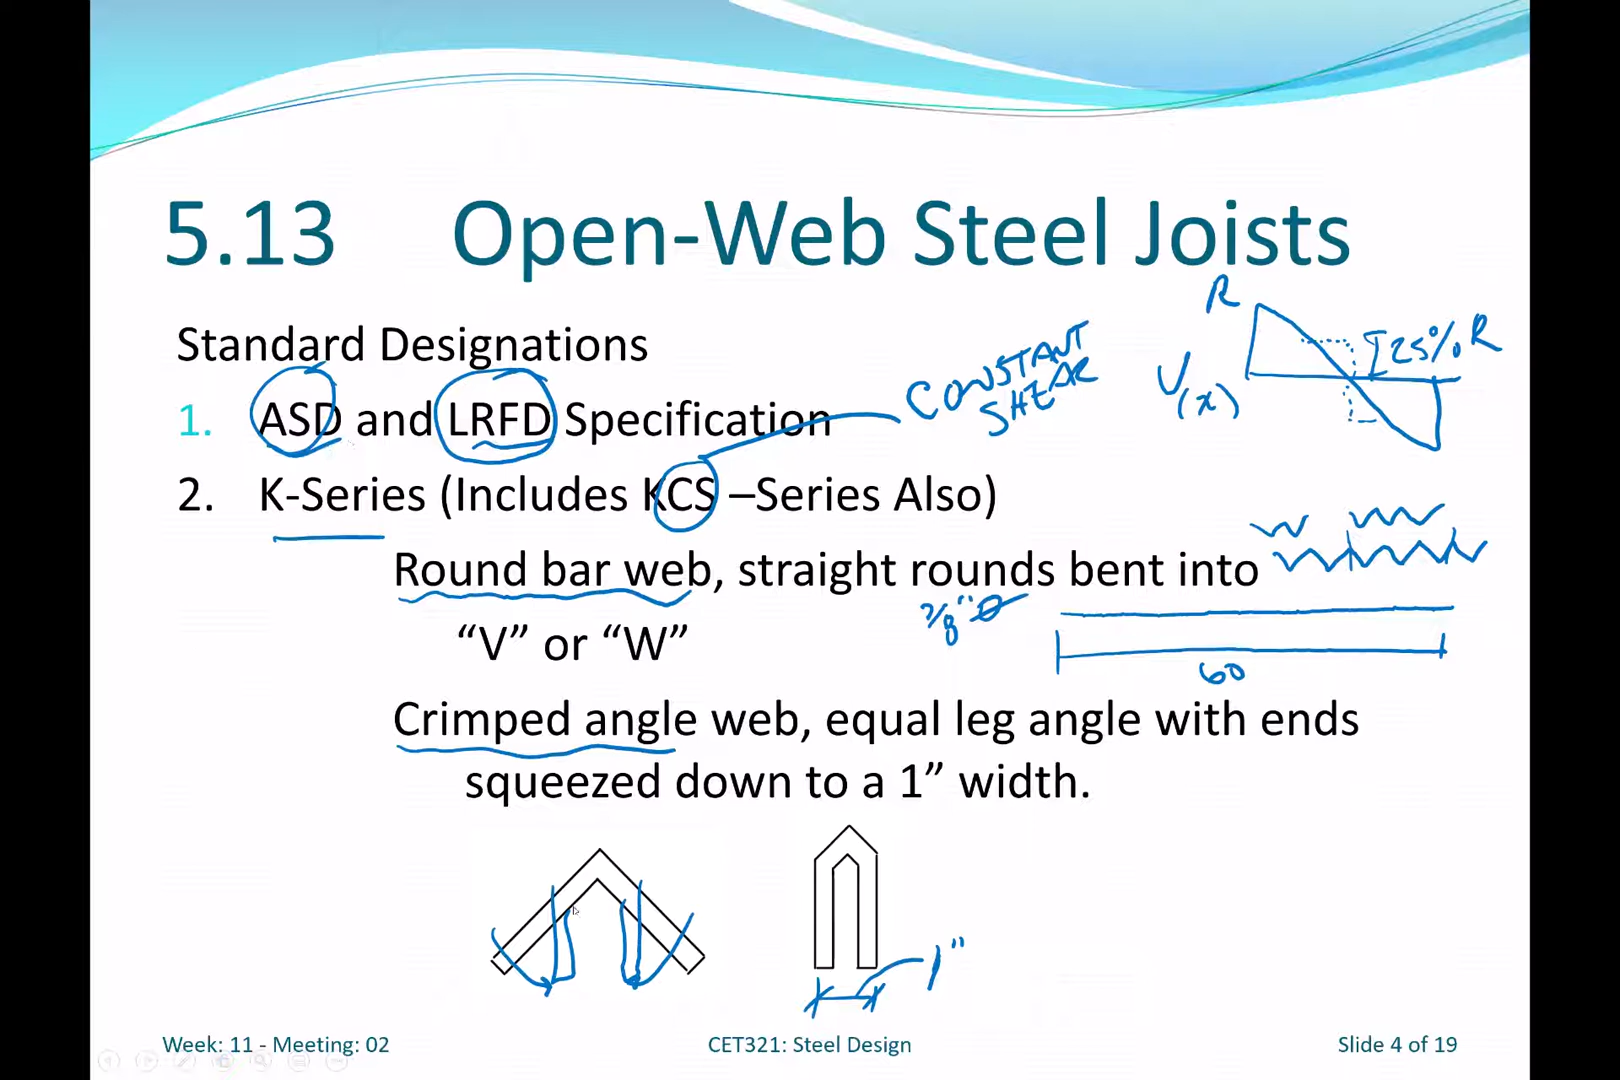 5.13 Open-Web Steel Joists
Standard Designations
1. ASD and LRFD Specification
CONSTANT
SHEAR
R
V(x)
25% R
2. K-Series (Includes KCS –Series Also)
Round bar web, straight rounds bent into
7/8" ø
“V” or “W”
60
Crimped angle web, equal leg angle with ends
squeezed down to a 1” width.
1"
Week: 11 - Meeting: 02
CET321: Steel Design
Slide 4 of 19